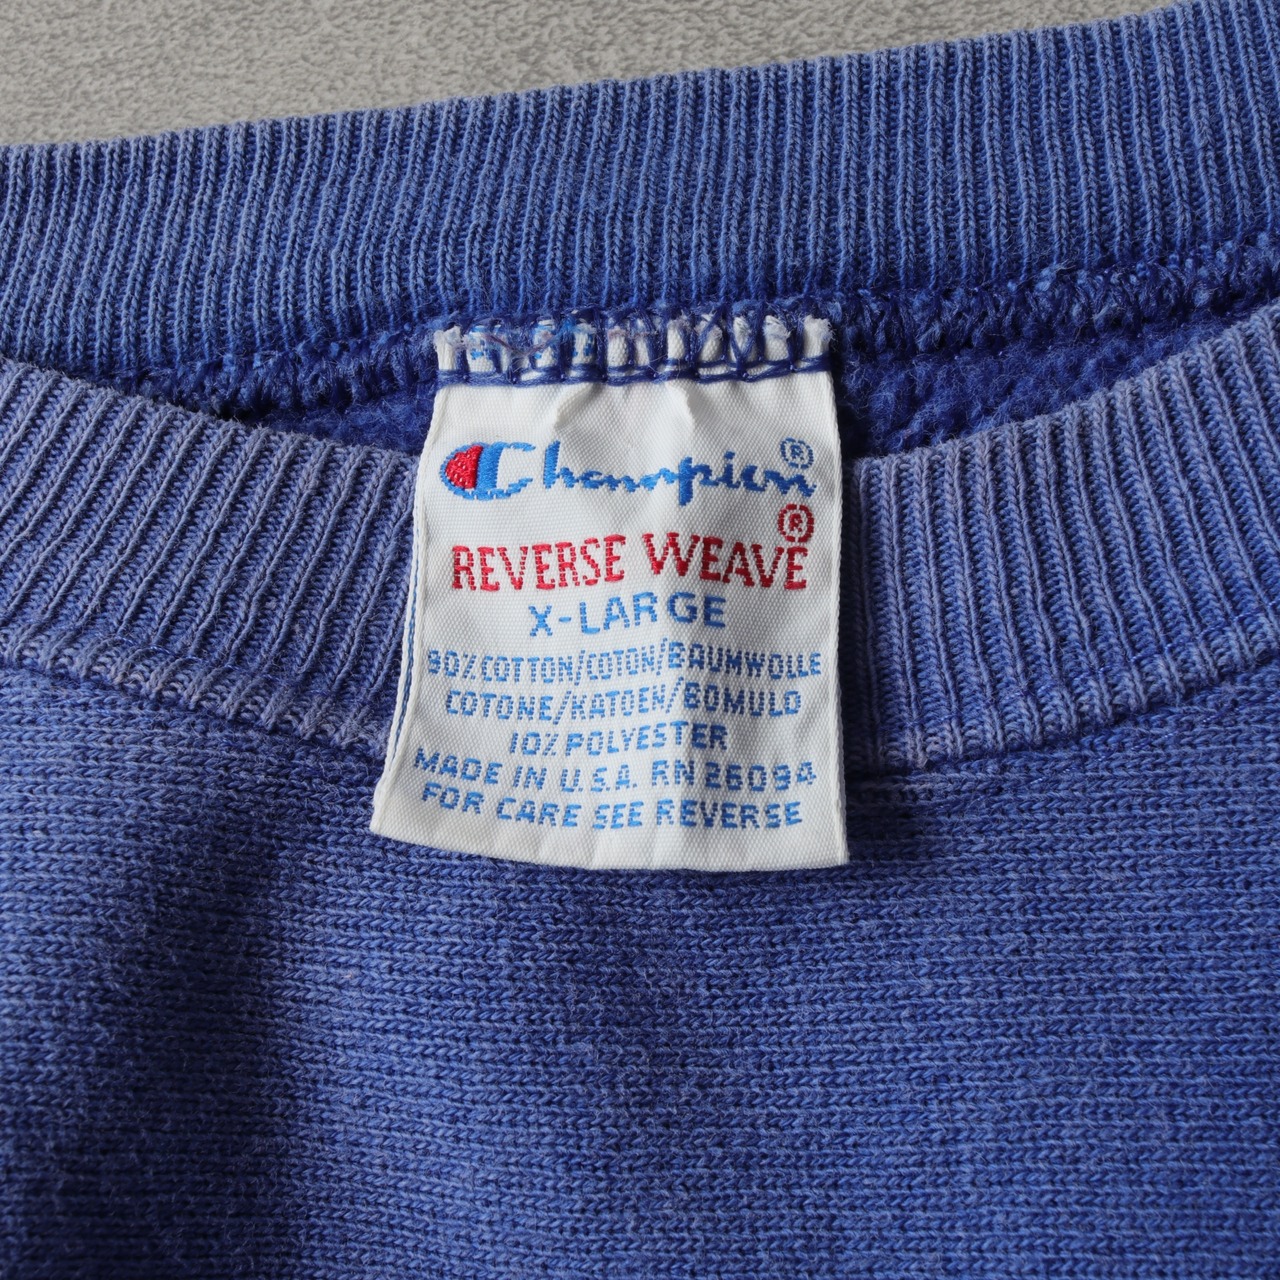 Champion®
REVERSE WEAVE®
X-LARGE
90% COTTON/COTON/BAUMWOLLE
COTONE/KATOEN/BOMULD
10% POLYESTER
MADE IN U.S.A. RN 26094
FOR CARE SEE REVERSE